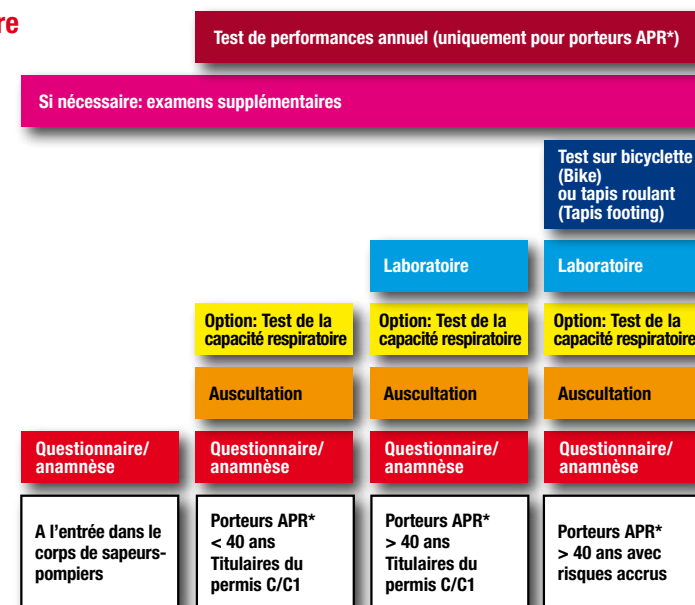 re
Test de performances annuel (uniquement pour porteurs APR*)
Si nécessaire: examens supplémentaires
Test sur bicyclette
(Bike)
ou tapis roulant
(Tapis footing)
Laboratoire
Laboratoire
Option: Test de la
capacité respiratoire
Option: Test de la
capacité respiratoire
Option: Test de la
capacité respiratoire
Auscultation
Auscultation
Auscultation
Questionnaire/
anamnèse
Questionnaire/
anamnèse
Questionnaire/
anamnèse
Questionnaire/
anamnèse
A l'entrée dans le
corps de sapeurs-
pompiers
Porteurs APR*
< 40 ans
Titulaires du
permis C/C1
Porteurs APR*
> 40 ans
Titulaires du
permis C/C1
Porteurs APR*
> 40 ans avec
risques accrus